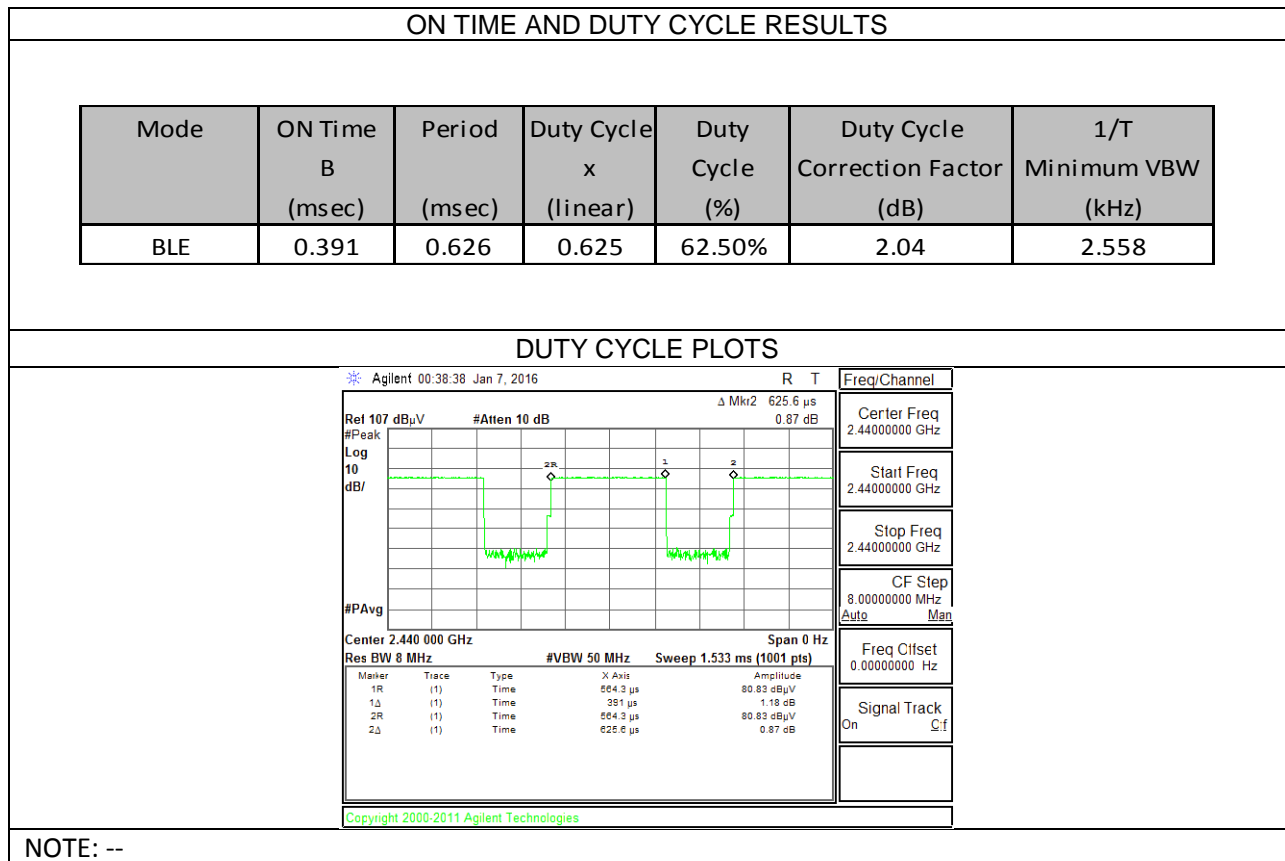 ON TIME AND DUTY CYCLE RESULTS
Mode ON Time Period Duty Cycle Duty Duty Cycle 1/T
B x Cycle Correction Factor Minimum VBW
(msec) (msec) (linear) (%) (dB) (kHz)
BLE 0.391 0.626 0.625 62.50% 2.04 2.558
DUTY CYCLE PLOTS
Agilent 00:38:38 Jan 7, 2016 R T Freq/Channel
Δ Mkr2 625.6 µs
Ref 107 dBµV #Atten 10 dB 0.87 dB
#Peak
Log
10
dB/
2R 1 2
#PAvg
Center 2.440 000 GHz Span 0 Hz
Res BW 8 MHz #VBW 50 MHz Sweep 1.533 ms (1001 pts)
Marker Trace Type X Axis Amplitude
1R (1) Time 564.3 µs 80.83 dBµV
1Δ (1) Time 391 µs 1.18 dB
2R (1) Time 564.3 µs 80.83 dBµV
2Δ (1) Time 625.6 µs 0.87 dB
Center Freq
2.44000000 GHz
Start Freq
2.44000000 GHz
Stop Freq
2.44000000 GHz
CF Step
8.00000000 MHz
Auto Man
Freq Offset
0.00000000 Hz
Signal Track
On Off
Copyright 2000-2011 Agilent Technologies
NOTE: --